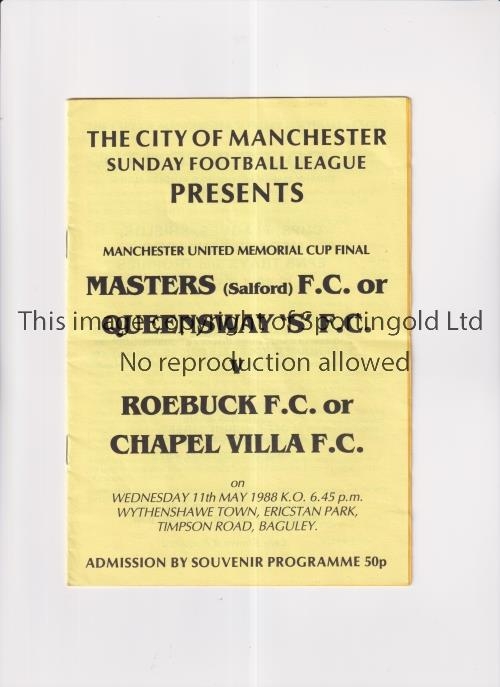 THE CITY OF MANCHESTER
SUNDAY FOOTBALL LEAGUE
PRESENTS
MANCHESTER UNITED MEMORIAL CUP FINAL
MASTERS (Salford) F.C. or
QUEENSWAY 'S' F.C.
This image copyright of Sportingold Ltd
v
No reproduction allowed
ROEBUCK F.C. or
CHAPEL VILLA F.C.
on
WEDNESDAY 11th MAY 1988 K.O. 6.45 p.m.
WYTHENSHAWE TOWN, ERICSTAN PARK,
TIMPSON ROAD, BAGULEY.
ADMISSION BY SOUVENIR PROGRAMME 50p